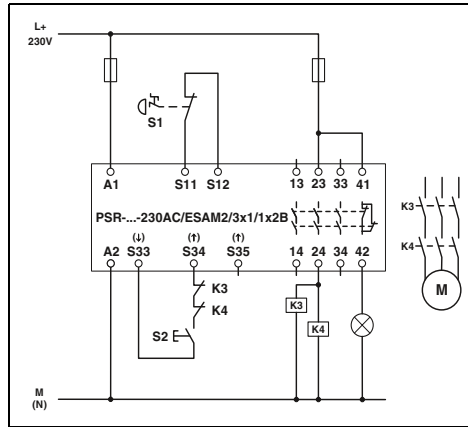 L+
230V
S1
A1 S11 S12 13 23 33 41
PSR-...-230AC/ESAM2/3x1/1x2B
(↓) (↑) (↑)
A2 S33 S34 S35 14 24 34 42
K3
K4
S2
K3
K4
K3
K4
M
M
(N)